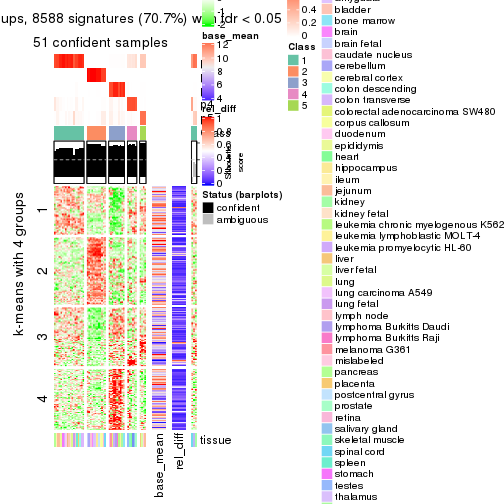 ups, 8588 signatures (70.7%) with fdr < 0.05
51 confident samples
k-means with 4 groups
1
2
3
4
base_mean
rel_diff
tissue
-1
-2
base_mean
12
10
8
6
4
rel_diff
1
0.8
0
Status (barplots)
confident
ambiguous
score
0.4
0.2
0
Class
1
2
3
4
5
bladder
bone marrow
brain
brain fetal
caudate nucleus
cerebellum
cerebral cortex
colon descending
colon transverse
colorectal adenocarcinoma SW480
corpus callosum
duodenum
epididymis
heart
hippocampus
ileum
jejunum
kidney
kidney fetal
leukemia chronic myelogenous K562
leukemia lymphoblastic MOLT-4
leukemia promyelocytic HL-60
liver
liver fetal
lung
lung carcinoma A549
lung fetal
lymph node
lymphoma Burkitts Daudi
lymphoma Burkitts Raji
melanoma G361
mislabeled
pancreas
placenta
postcentral gyrus
prostate
retina
salivary gland
skeletal muscle
spinal cord
spleen
stomach
testes
thalamus